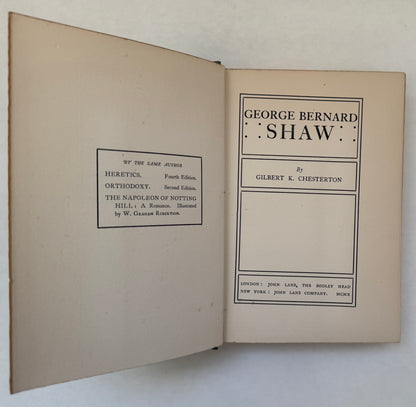 BY THE SAME AUTHOR
HERETICS. Fourth Edition.
ORTHODOXY. Second Edition.
THE NAPOLEON OF NOTTING
HILL: A Romance. Illustrated
by W. Graham Robertson.
GEORGE BERNARD
SHAW
By
GILBERT K. CHESTERTON
LONDON: JOHN LANE, THE BODLEY HEAD
NEW YORK: JOHN LANE COMPANY. MCMX